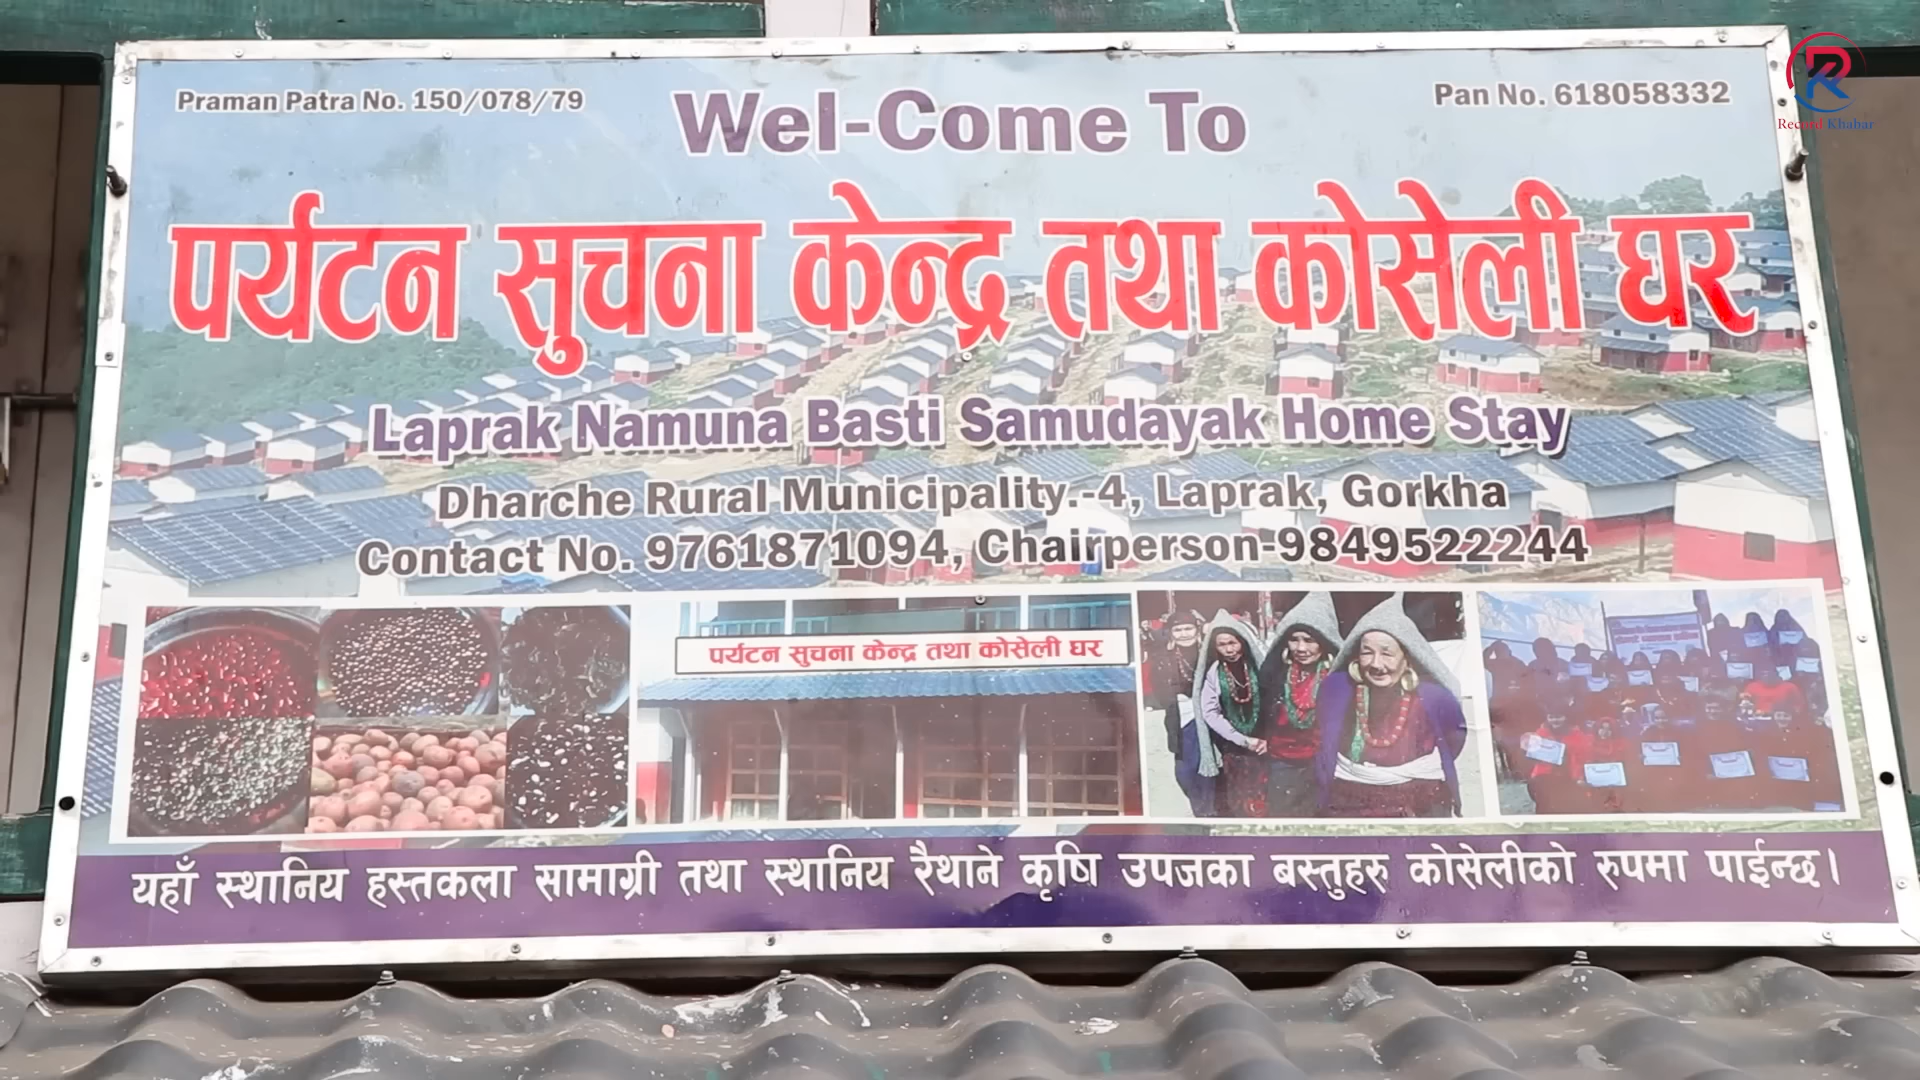 Praman Patra No. 150/078/79
Wel-Come To
Pan No. 618058332
Record Khabar
पर्यटन सुचना केन्द्र तथा कोसेली घर
Laprak Namuna Basti Samudayak Home Stay
Dharche Rural Municipality.-4, Laprak, Gorkha
Contact No. 9761871094, Chairperson-9849522244
पर्यटन सुचना केन्द्र तथा कोसेली घर
यहाँ स्थानिय हस्तकला सामाग्री तथा स्थानिय रैथाने कृषि उपजका बस्तुहरु कोसेलीको रुपमा पाईन्छ।